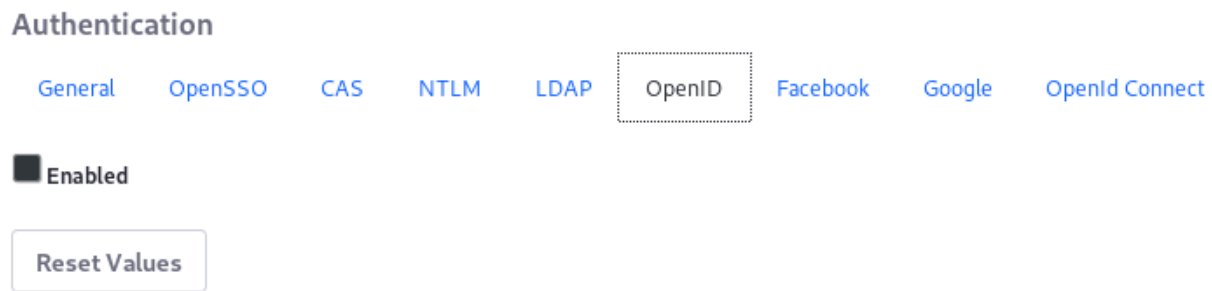 Authentication
General OpenSSO CAS NTLM LDAP OpenID Facebook Google OpenId Connect
Enabled
Reset Values